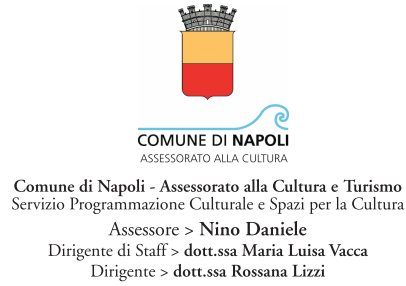 COMUNE DI NAPOLI
ASSESSORATO ALLA CULTURA
Comune di Napoli - Assessorato alla Cultura e Turismo
Servizio Programmazione Culturale e Spazi per la Cultura
Assessore > Nino Daniele
Dirigente di Staff > dott.ssa Maria Luisa Vacca
Dirigente > dott.ssa Rossana Lizzi